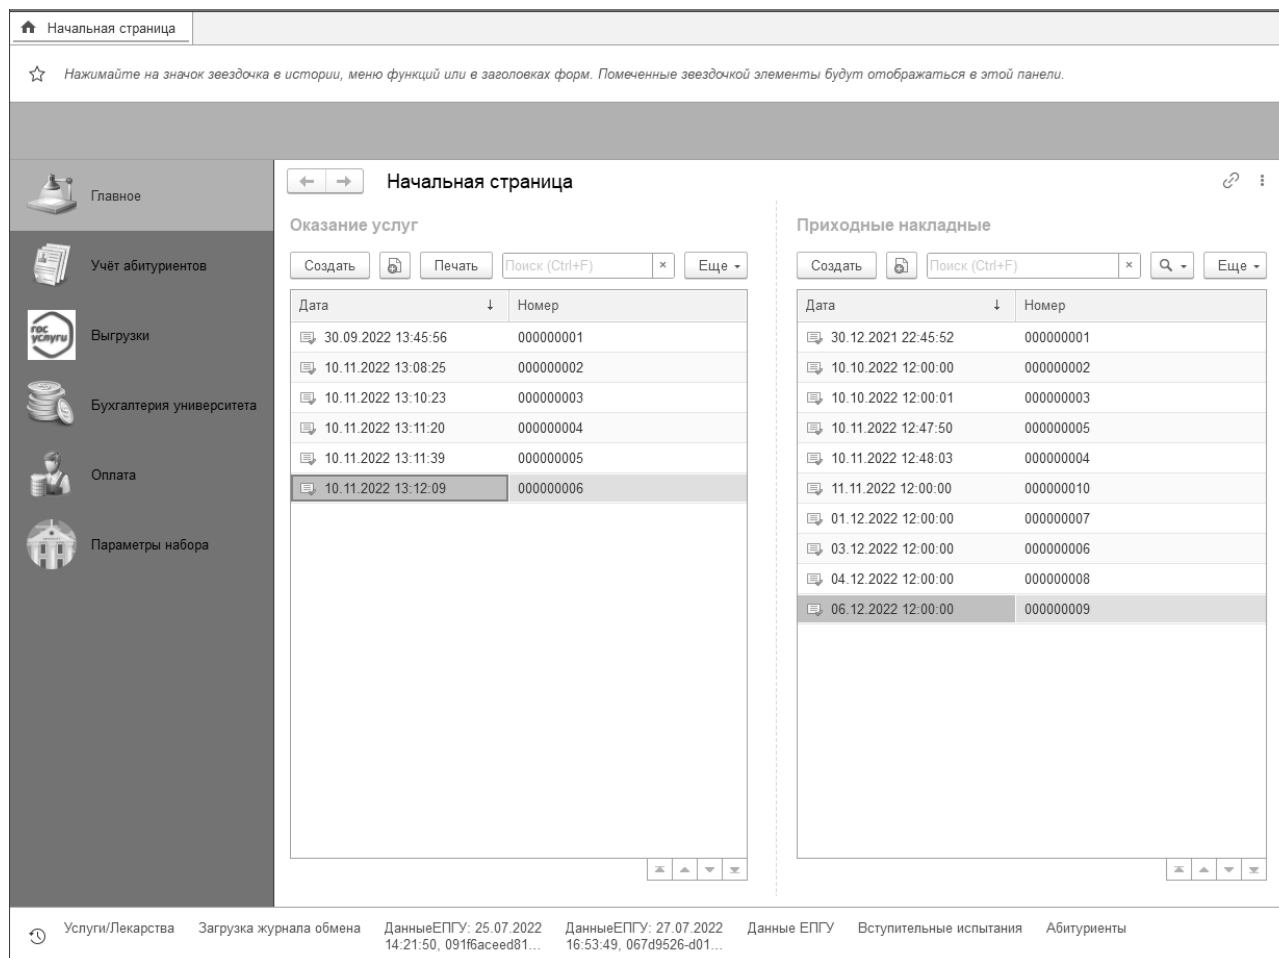 Начальная страница
Нажимайте на значок звездочка в истории, меню функций или в заголовках форм. Помеченные звездочкой элементы будут отображаться в этой панели.
Главное
Учёт абитуриентов
гос
услуги
Выгрузки
Бухгалтерия университета
Оплата
Параметры набора
Начальная страница
Оказание услуг
Создать Печать Поиск (Ctrl+F) × Еще
Дата ↓ Номер
30.09.2022 13:45:56 000000001
10.11.2022 13:08:25 000000002
10.11.2022 13:10:23 000000003
10.11.2022 13:11:20 000000004
10.11.2022 13:11:39 000000005
10.11.2022 13:12:09 000000006
Приходные накладные
Создать Поиск (Ctrl+F) × Еще
Дата ↓ Номер
30.12.2021 22:45:52 000000001
10.10.2022 12:00:00 000000002
10.10.2022 12:00:01 000000003
10.11.2022 12:47:50 000000005
10.11.2022 12:48:03 000000004
11.11.2022 12:00:00 000000010
01.12.2022 12:00:00 000000007
03.12.2022 12:00:00 000000006
04.12.2022 12:00:00 000000008
06.12.2022 12:00:00 000000009
Услуги/Лекарства
Загрузка журнала обмена
ДанныеЕПГУ: 25.07.2022
14:21:50, 091f6aceed81...
ДанныеЕПГУ: 27.07.2022
16:53:49, 067d9526-d01...
Данные ЕПГУ
Вступительные испытания
Абитуриенты